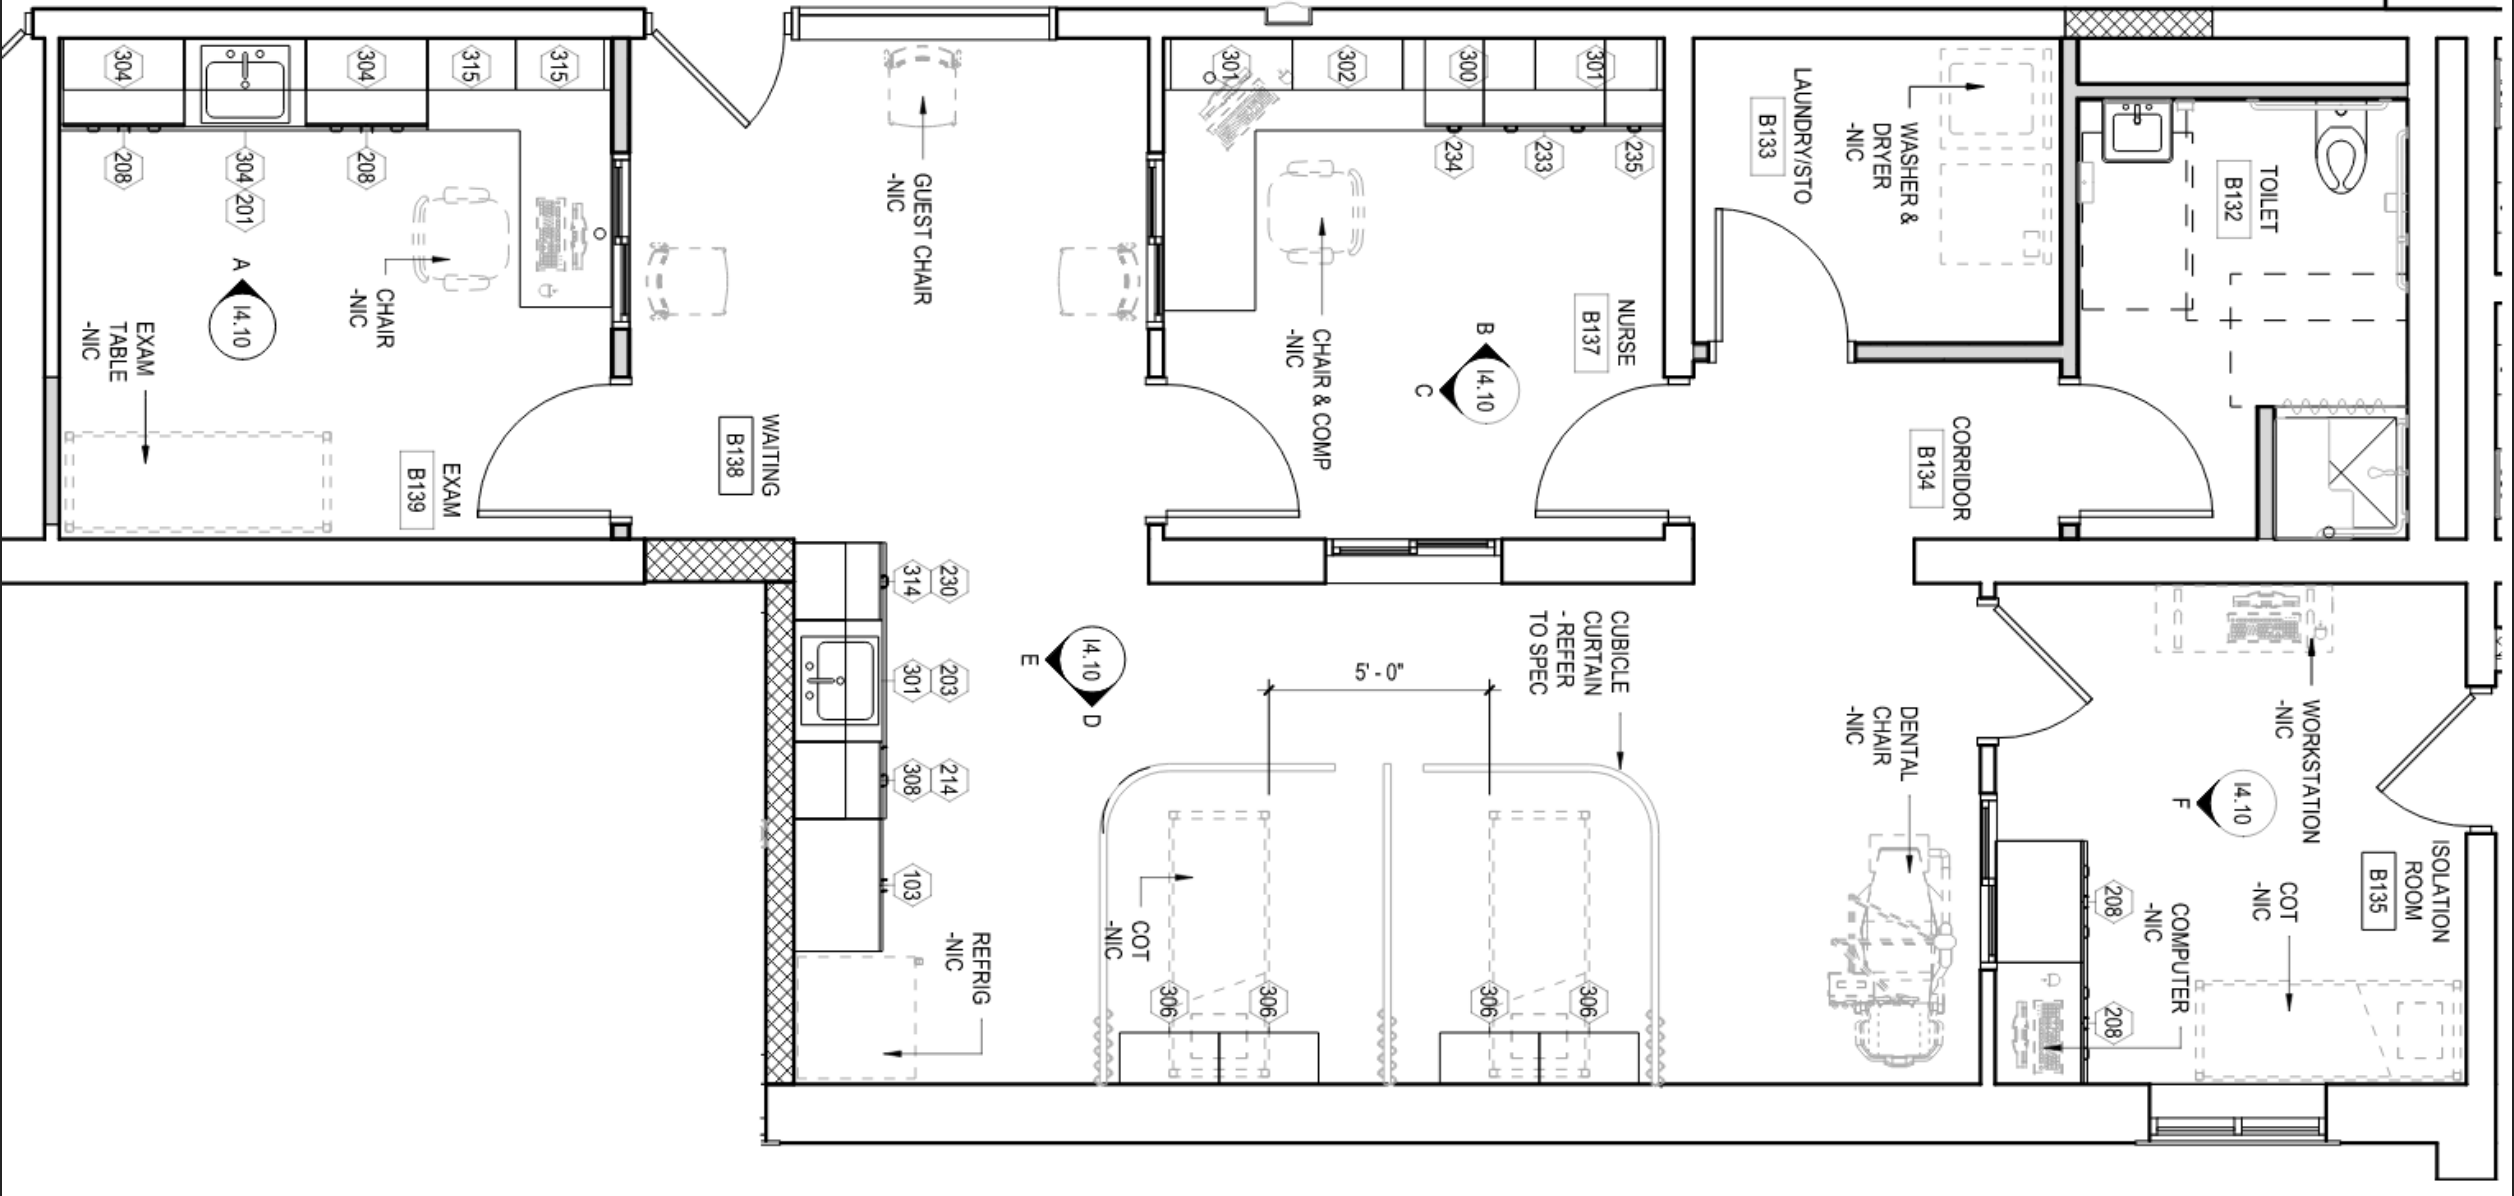 304
304
315
315
208
304
201
208
A
I4.10
CHAIR
-NIC
EXAM
TABLE
-NIC
EXAM
B139
GUEST CHAIR
-NIC
WAITING
B138
301
302
300
301
234
233
235
NURSE
B137
CHAIR & COMP
-NIC
B
I4.10
C
LAUNDRY/STO
B133
WASHER &
DRYER
-NIC
TOILET
B132
CORRIDOR
B134
314
230
301
203
308
214
103
REFRIG
-NIC
I4.10
E
D
5'-0"
CUBICLE
CURTAIN
- REFER
TO SPEC
COT
-NIC
306
306
306
306
DENTAL
CHAIR
-NIC
WORKSTATION
-NIC
I4.10
F
ISOLATION
ROOM
B135
COT
-NIC
COMPUTER
-NIC
208
208